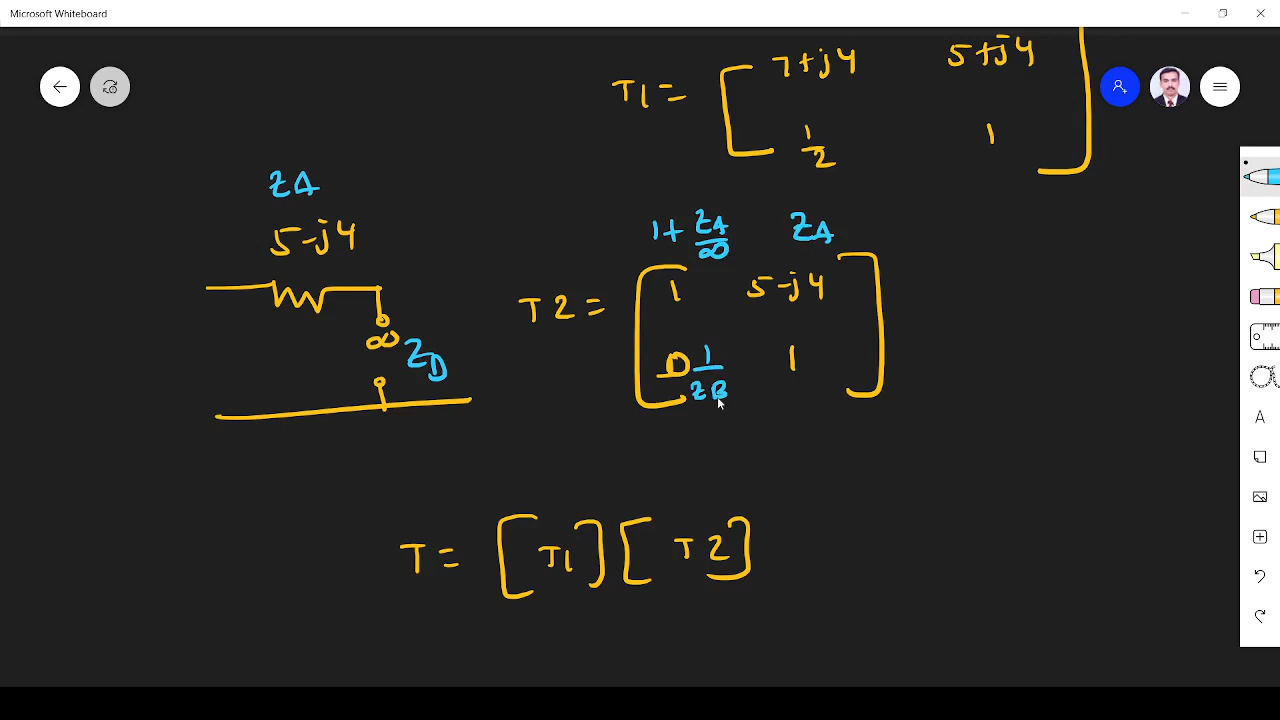 Microsoft Whiteboard
T1 = [ 7+j4 5+j4
1/2 1 ]
ZA
5-j4
∞
ZD
1+ ZA/∞ ZA
T2 = [ 1 5-j4
0 1/ZB 1 ]
T = [T1] [T2]
A